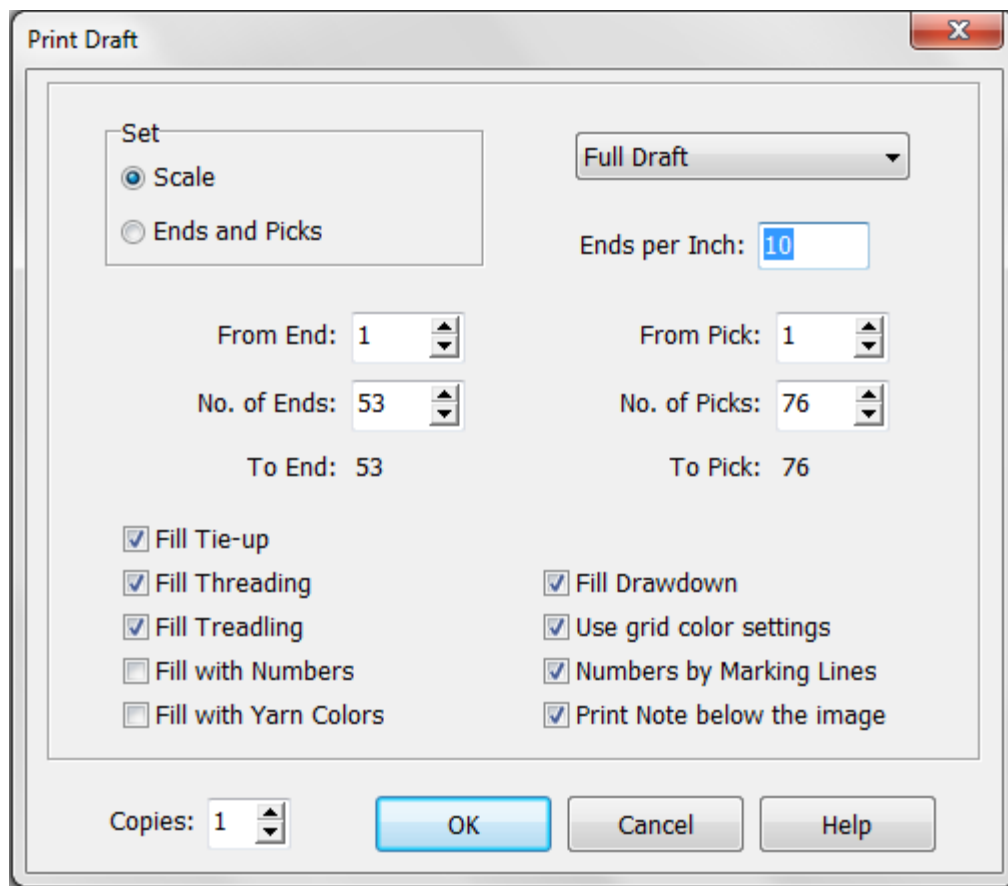 Print Draft
Set
Scale
Ends and Picks
Full Draft
Ends per Inch: 10
From End: 1
From Pick: 1
No. of Ends: 53
No. of Picks: 76
To End: 53
To Pick: 76
Fill Tie-up
Fill Threading
Fill Treadling
Fill with Numbers
Fill with Yarn Colors
Fill Drawdown
Use grid color settings
Numbers by Marking Lines
Print Note below the image
Copies: 1
OK
Cancel
Help